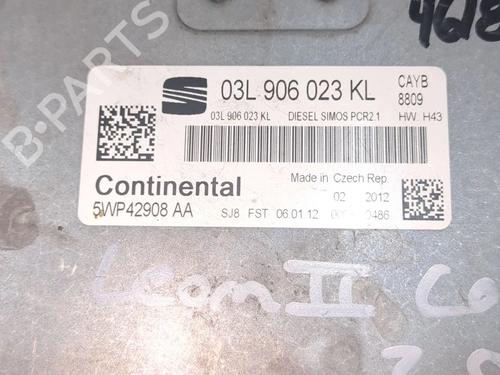 B-PARTS
03L 906 023 KL
CAYB
8809
03L 906 023 KL DIESEL SIMOS PCR2.1 HW H43
Continental
Made in Czech Rep.
02 2012
5WP42908 AA
SJ8 FST 06.01.12
Leon II